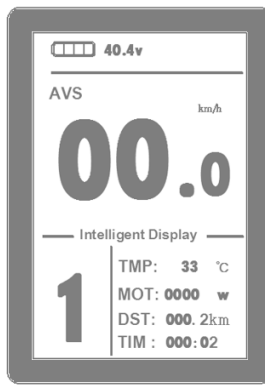 40.4v
AVS
km/h
00.0
Intelligent Display
1
TMP: 33 °C
MOT: 0000 w
DST: 000.2km
TIM : 000:02